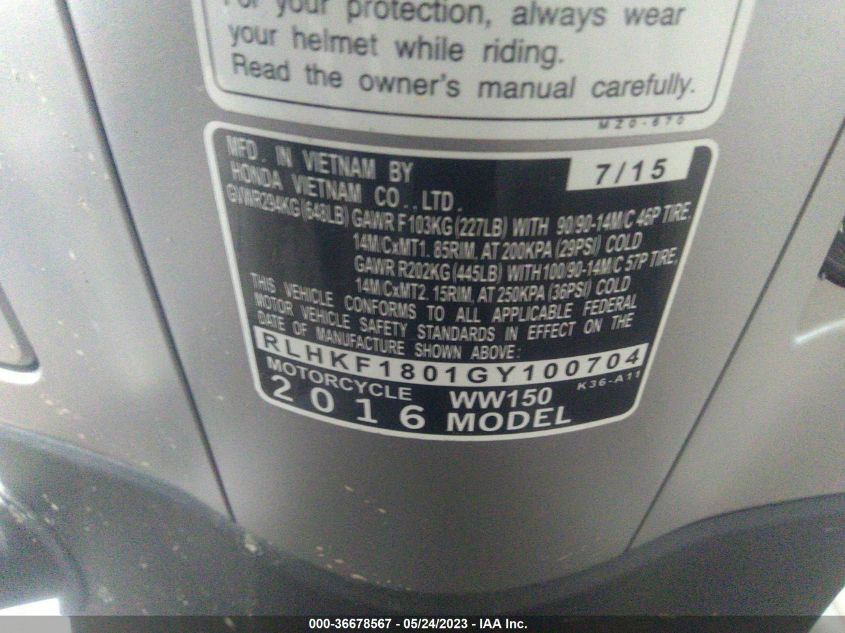 For your protection, always wear
your helmet while riding.
Read the owner's manual carefully.
MZ0-670
MFD. IN VIETNAM BY 7/15
HONDA VIETNAM CO.,LTD.
GVWR294KG (648LB) GAWR F103KG (227LB) WITH 90/90-14M/C 46P TIRE,
14M/CxMT1. 85RIM, AT 200KPA (29PSI) COLD
GAWR R202KG (445LB) WITH 100/90-14M/C 57P TIRE,
14M/CxMT2. 15RIM, AT 250KPA (36PSI) COLD
THIS VEHICLE CONFORMS TO ALL APPLICABLE FEDERAL
MOTOR VEHICLE SAFETY STANDARDS IN EFFECT ON THE
DATE OF MANUFACTURE SHOWN ABOVE:
RLHKF1801GY100704
MOTORCYCLE WW150 K36-A11
2016 MODEL
000-36678567 / 05/24/2023 - IAA Inc.